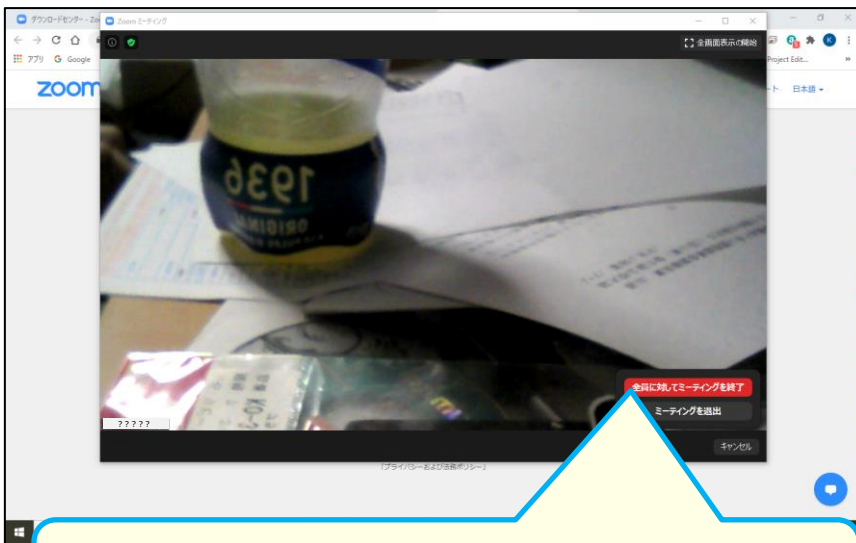 ダウンロードセンター - Zo
Zoom ミーティング
アプリ
Google
Project Edit...
zoom
全画面表示の開始
ート
日本語
1936
ORIGINAL
KO-
全員に対してミーティングを終了
ミーティングを退出
?????
キャンセル
「プライバシーおよび法務ポリシー」